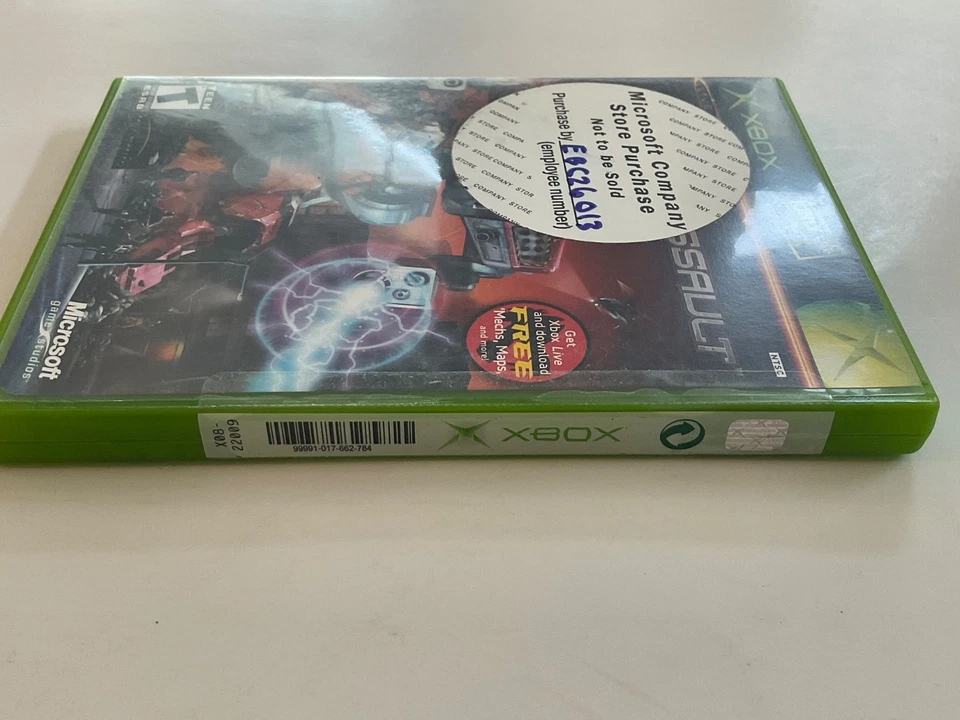 XBOX
SSAULT
NTSC
Microsoft Company
Store Purchase
Not to be Sold
Purchase by
(employee number)
COMPANY STORE
Get
Xbox Live
and download
FREE
'Mechs, Maps,
and more!
TEEN
T
ESRB
Microsoft
game studios
X08-
22009
99991-017-662-784
XBOX